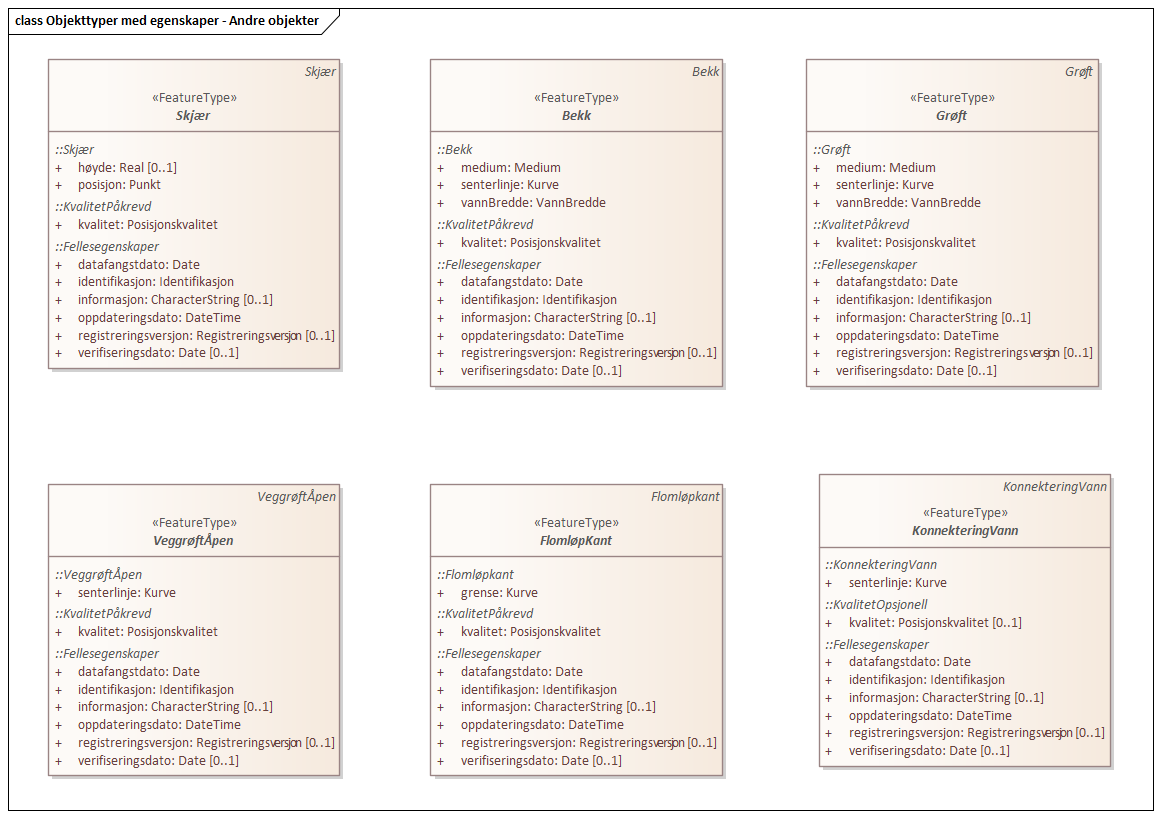 class Objekttyper med egenskaper - Andre objekter
Skjær
«FeatureType»
Skjær
::Skjær
+ høyde: Real [0..1]
+ posisjon: Punkt
::KvalitetPåkrevd
+ kvalitet: Posisjonskvalitet
::Fellesegenskaper
+ datafangstdato: Date
+ identifikasjon: Identifikasjon
+ informasjon: CharacterString [0..1]
+ oppdateringsdato: DateTime
+ registreringsversjon: Registreringsversjon [0..1]
+ verifiseringsdato: Date [0..1]
Bekk
«FeatureType»
Bekk
::Bekk
+ medium: Medium
+ senterlinje: Kurve
+ vannBredde: VannBredde
::KvalitetPåkrevd
+ kvalitet: Posisjonskvalitet
::Fellesegenskaper
+ datafangstdato: Date
+ identifikasjon: Identifikasjon
+ informasjon: CharacterString [0..1]
+ oppdateringsdato: DateTime
+ registreringsversjon: Registreringsversjon [0..1]
+ verifiseringsdato: Date [0..1]
Grøft
«FeatureType»
Grøft
::Grøft
+ medium: Medium
+ senterlinje: Kurve
+ vannBredde: VannBredde
::KvalitetPåkrevd
+ kvalitet: Posisjonskvalitet
::Fellesegenskaper
+ datafangstdato: Date
+ identifikasjon: Identifikasjon
+ informasjon: CharacterString [0..1]
+ oppdateringsdato: DateTime
+ registreringsversjon: Registreringsversjon [0..1]
+ verifiseringsdato: Date [0..1]
VeggrøftÅpen
«FeatureType»
VeggrøftÅpen
::VeggrøftÅpen
+ senterlinje: Kurve
::KvalitetPåkrevd
+ kvalitet: Posisjonskvalitet
::Fellesegenskaper
+ datafangstdato: Date
+ identifikasjon: Identifikasjon
+ informasjon: CharacterString [0..1]
+ oppdateringsdato: DateTime
+ registreringsversjon: Registreringsversjon [0..1]
+ verifiseringsdato: Date [0..1]
Flomløpkant
«FeatureType»
FlomløpKant
::Flomløpkant
+ grense: Kurve
::KvalitetPåkrevd
+ kvalitet: Posisjonskvalitet
::Fellesegenskaper
+ datafangstdato: Date
+ identifikasjon: Identifikasjon
+ informasjon: CharacterString [0..1]
+ oppdateringsdato: DateTime
+ registreringsversjon: Registreringsversjon [0..1]
+ verifiseringsdato: Date [0..1]
KonnekteringVann
«FeatureType»
KonnekteringVann
::KonnekteringVann
+ senterlinje: Kurve
::KvalitetOpsjonell
+ kvalitet: Posisjonskvalitet [0..1]
::Fellesegenskaper
+ datafangstdato: Date
+ identifikasjon: Identifikasjon
+ informasjon: CharacterString [0..1]
+ oppdateringsdato: DateTime
+ registreringsversjon: Registreringsversjon [0..1]
+ verifiseringsdato: Date [0..1]